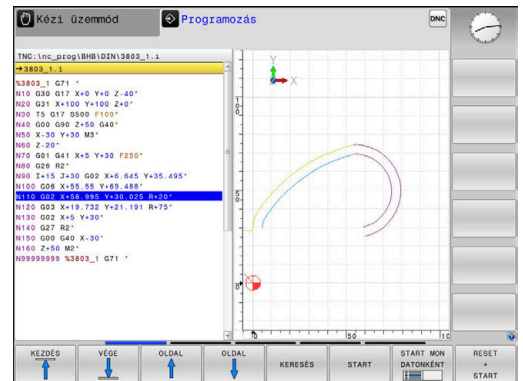 Kézi üzemmód
Programozás
DNC
TNC:\nc_prog\BHB\DIN\3803_1.i
→3803_1.i
%3803_1 G71 *
N10 G30 G17 X+0 Y+0 Z-40*
N20 G31 X+100 Y+100 Z+0*
N30 T5 G17 S500 F100*
N40 G00 G90 Z+50 G40*
N50 X-30 Y+30 M3*
N60 Z-20*
N70 G01 G41 X+5 Y+30 F250*
N80 G26 R2*
N90 I+15 J+30 G02 X+6.645 Y+35.495*
N100 G06 X+55.55 Y+69.488*
N110 G02 X+58.995 Y+30.025 R+20*
N120 G03 X+19.732 Y+21.191 R+75*
N130 G02 X+5 Y+30*
N140 G27 R2*
N150 G00 G40 X-30*
N160 Z+50 M2*
N99999999 %3803_1 G71 *
Y
X
100
50
0
0
50
10
KEZDÉS
VÉGE
OLDAL
OLDAL
KERESÉS
START
START MON
DATONKÉNT
RESET
+
START